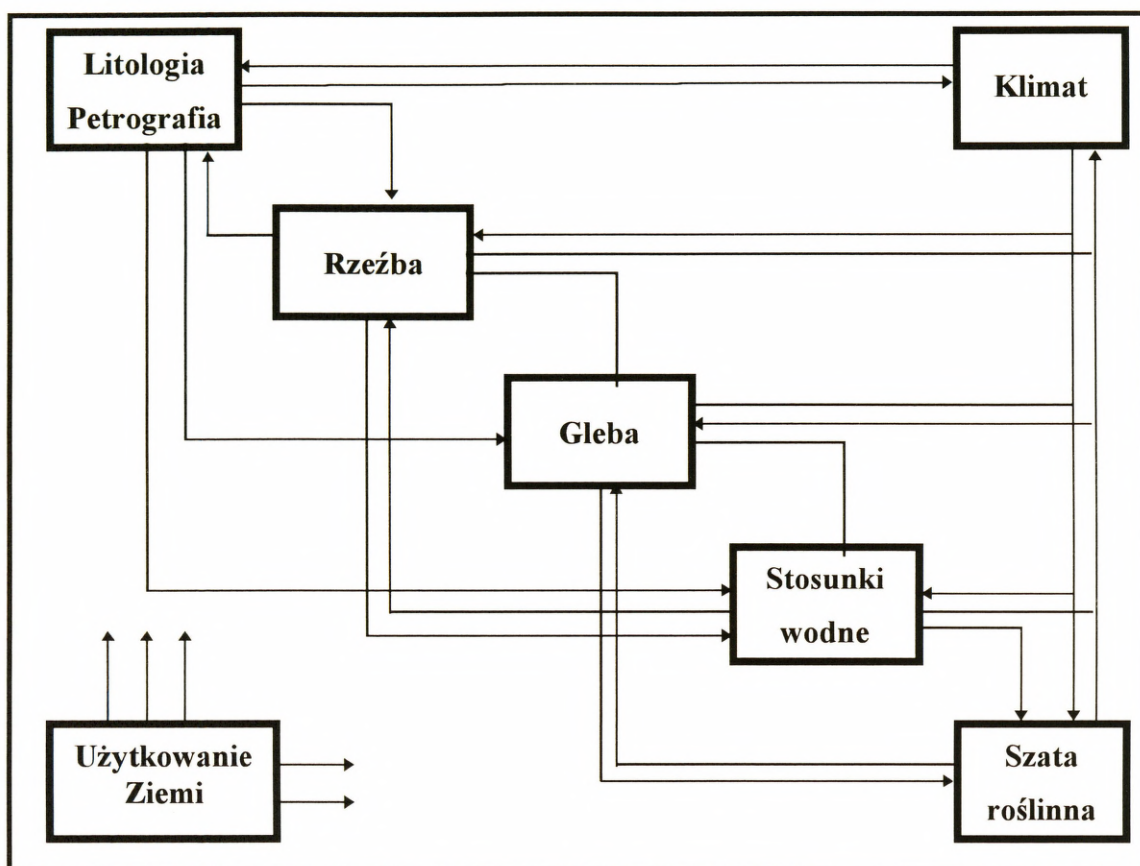 Litologia
Petrografia
Klimat
Rzeźba
Gleba
Stosunki
wodne
Użytkowanie
Ziemi
Szata
roślinna